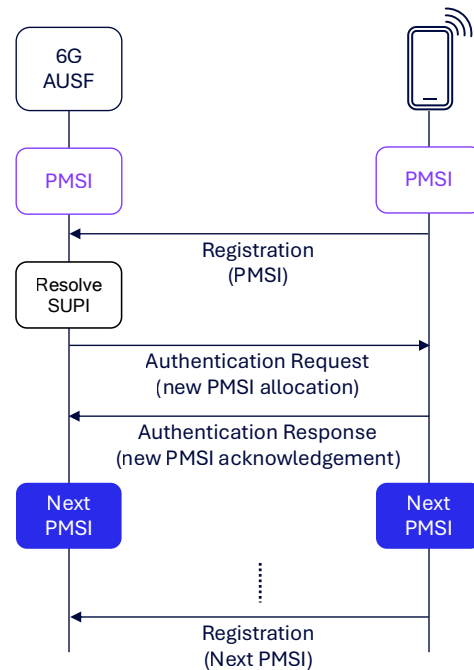 6G
AUSF
PMSI
PMSI
Registration
(PMSI)
Resolve
SUPI
Authentication Request
(new PMSI allocation)
Authentication Response
(new PMSI acknowledgement)
Next
PMSI
Next
PMSI
Registration
(Next PMSI)